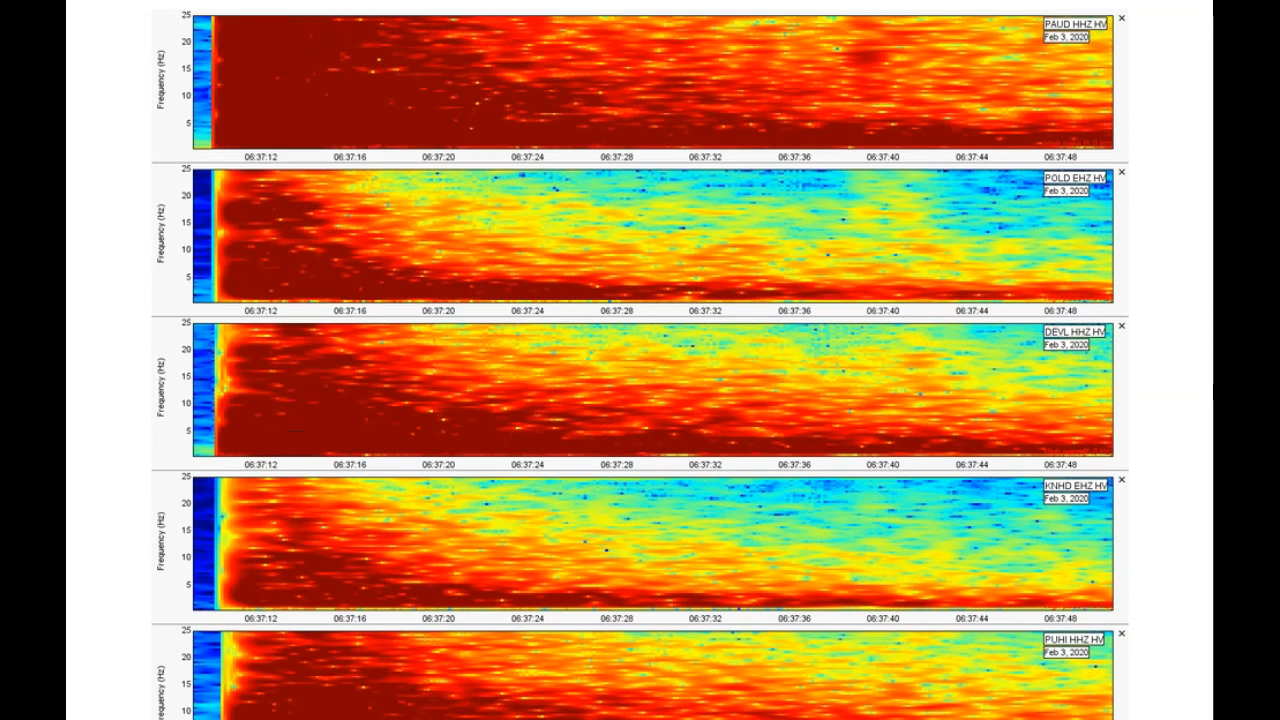 25
PAUD HHZ HV
×
Feb 3, 2020
20
Frequency (Hz)
15
10
5
06:37:12 06:37:16 06:37:20 06:37:24 06:37:28 06:37:32 06:37:36 06:37:40 06:37:44 06:37:48
25
POLD EHZ HV
×
Feb 3, 2020
20
Frequency (Hz)
15
10
5
06:37:12 06:37:16 06:37:20 06:37:24 06:37:28 06:37:32 06:37:36 06:37:40 06:37:44 06:37:48
25
DEVL HHZ HV
×
Feb 3, 2020
20
Frequency (Hz)
15
10
5
06:37:12 06:37:16 06:37:20 06:37:24 06:37:28 06:37:32 06:37:36 06:37:40 06:37:44 06:37:48
25
KNHD EHZ HV
×
Feb 3, 2020
20
Frequency (Hz)
15
10
5
06:37:12 06:37:16 06:37:20 06:37:24 06:37:28 06:37:32 06:37:36 06:37:40 06:37:44 06:37:48
25
PUHI HHZ HV
×
Feb 3, 2020
20
requency (Hz)
15
10